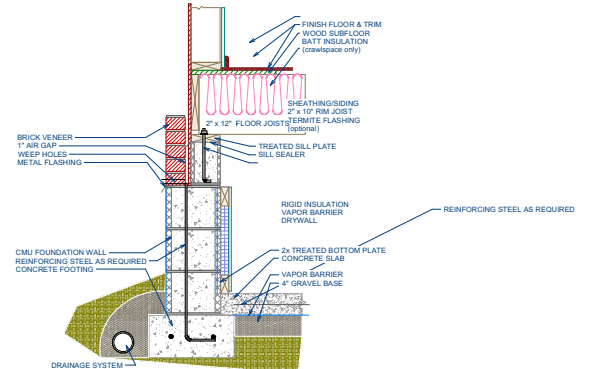 FINISH FLOOR & TRIM
WOOD SUBFLOOR
BATT INSULATION
(crawlspace only)
SHEATHING/SIDING
2" x 10" RIM JOIST
TERMITE FLASHING
(optional)
2" x 12" FLOOR JOISTS
BRICK VENEER
1" AIR GAP
WEEP HOLES
METAL FLASHING
TREATED SILL PLATE
SILL SEALER
RIGID INSULATION
VAPOR BARRIER
DRYWALL
REINFORCING STEEL AS REQUIRED
CMU FOUNDATION WALL
REINFORCING STEEL AS REQUIRED
CONCRETE FOOTING
2x TREATED BOTTOM PLATE
CONCRETE SLAB
VAPOR BARRIER
4" GRAVEL BASE
DRAINAGE SYSTEM